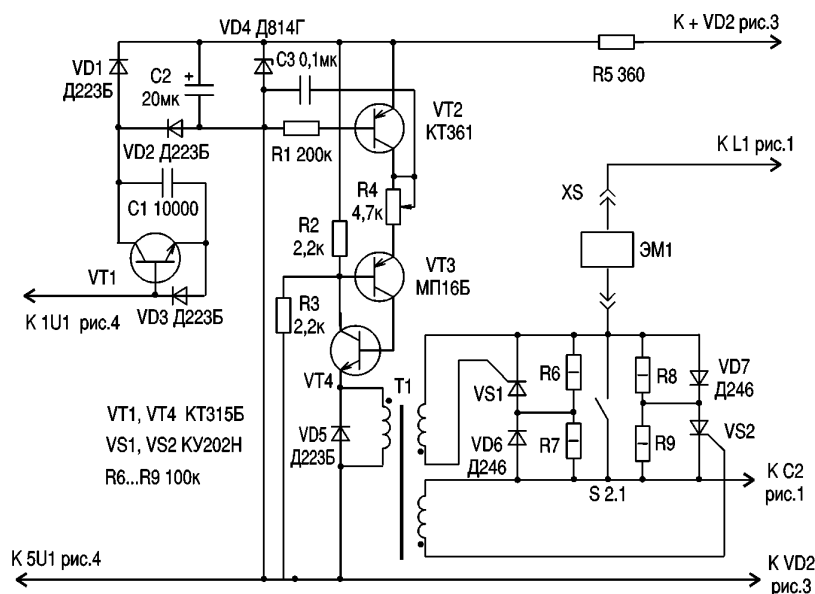 VD4 Д814Г
К + VD2 рис.3
C3 0,1мк
R5 360
VD1
Д223Б
C2
20мк
+
VT2
КТ361
VD2 Д223Б
R1 200к
К L1 рис.1
C1 10000
R4
4,7к
XS
R2
2,2к
ЭМ1
VT1
VT3
МП16Б
VD3 Д223Б
К 1U1 рис.4
R3
2,2к
VT4
T1
VS1
R6
R8
VD7
Д246
VT1, VT4 КТ315Б
VS1, VS2 КУ202Н
R6...R9 100к
VD5
Д223Б
VD6
Д246
R7
R9
VS2
S 2.1
К C2
рис.1
К 5U1 рис.4
К VD2
рис.3